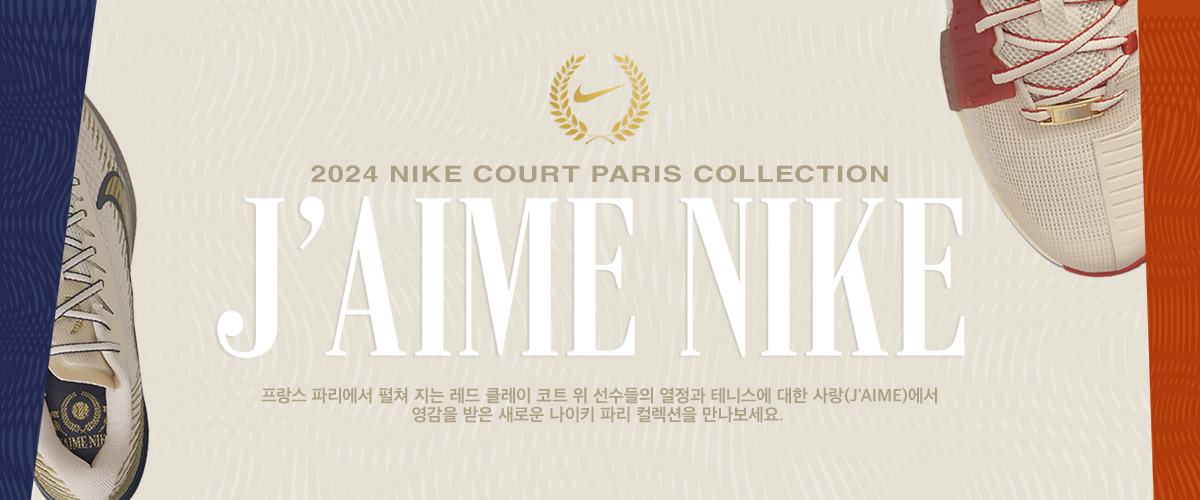 2024 NIKE COURT PARIS COLLECTION
J’AIME NIKE
프랑스 파리에서 펼쳐 지는 레드 클레이 코트 위 선수들의 열정과 테니스에 대한 사랑(J'AIME)에서
영감을 받은 새로운 나이키 파리 컬렉션을 만나보세요.
AIME NIK